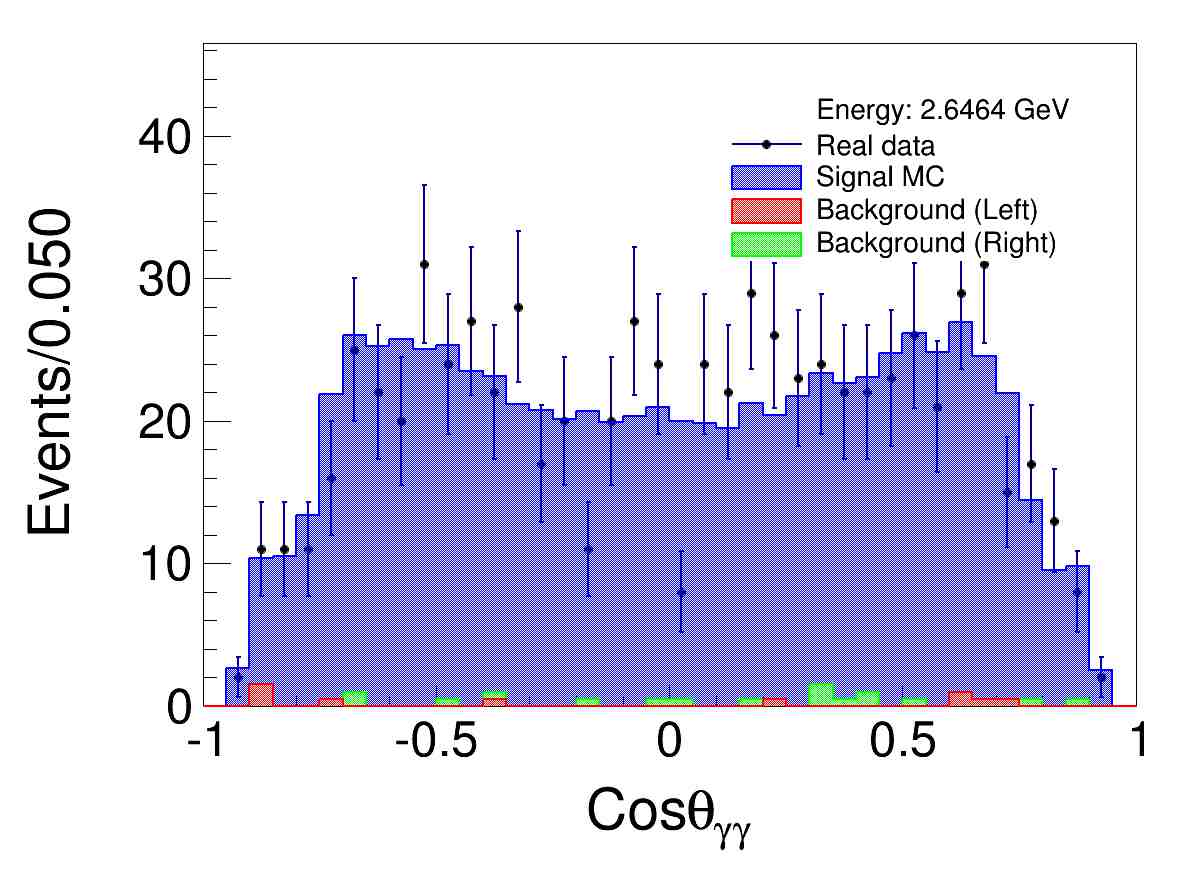 Energy: 2.6464 GeV
Real data
Signal MC
Background (Left)
Background (Right)
Events/0.050
40
30
20
10
0
-1
-0.5
0
0.5
1
Cosθγγ